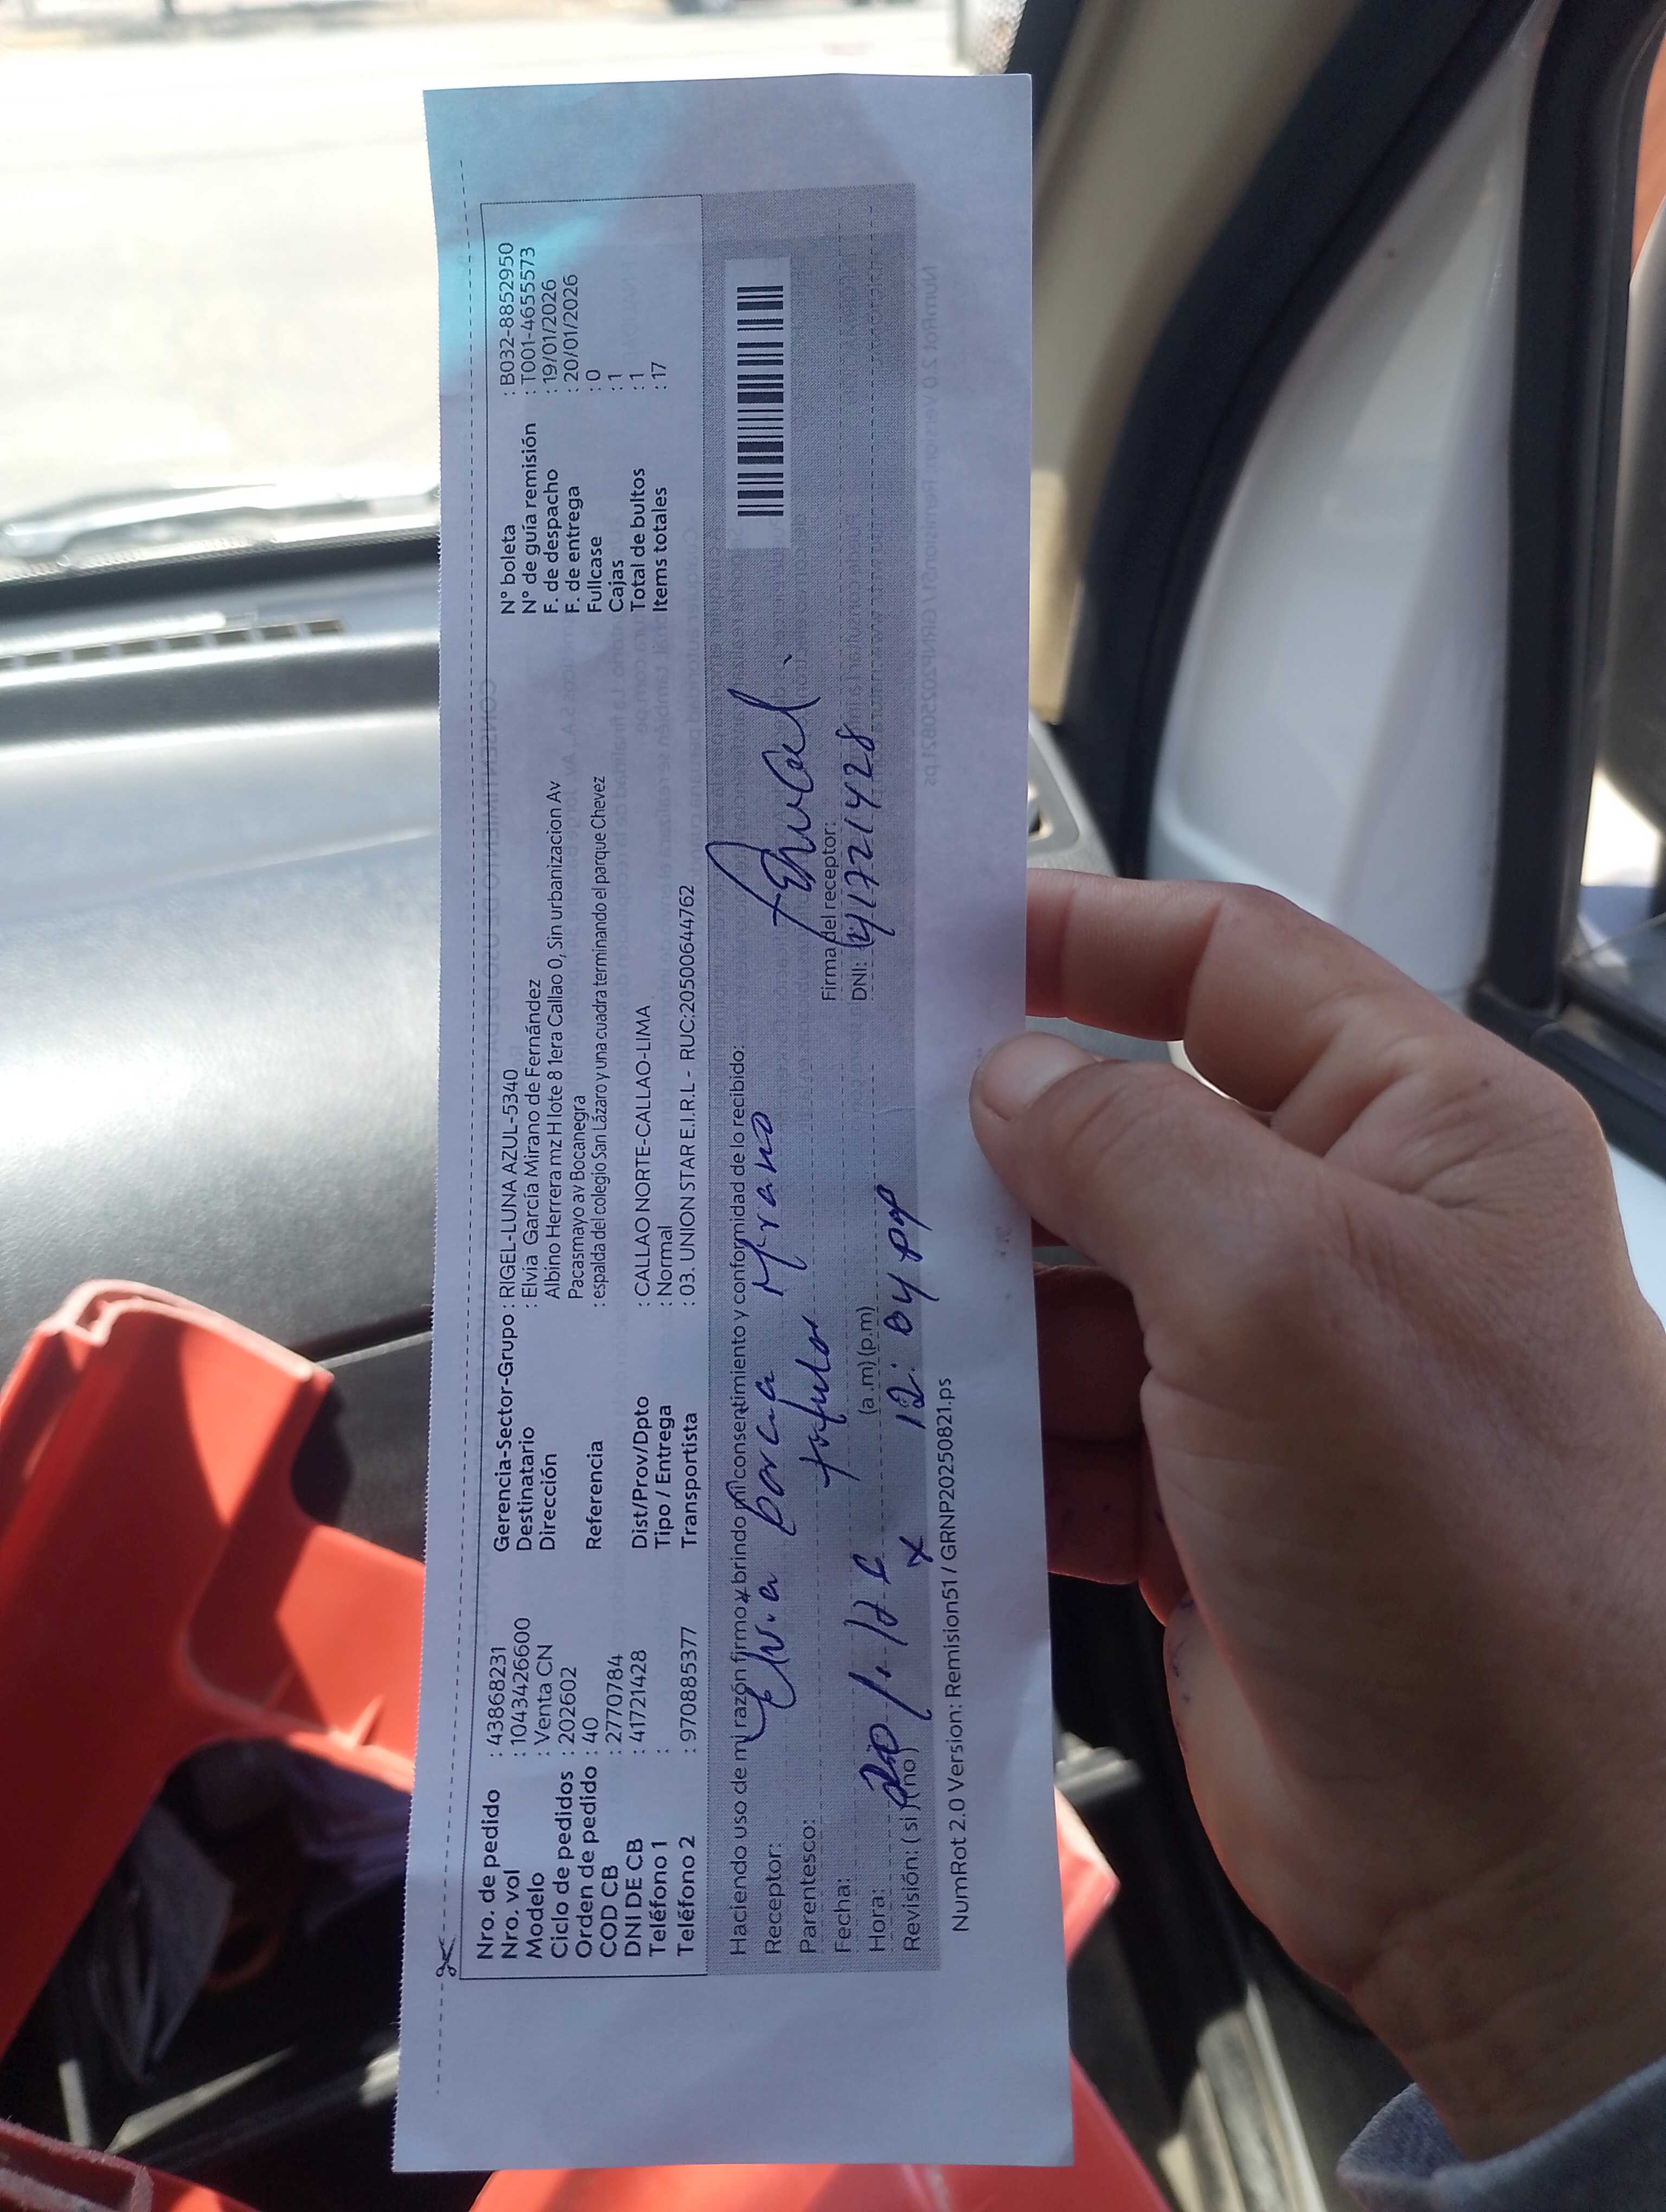 Nro. de pedido : 43868231
Nro. vol : 1043426600
Modelo : Venta CN
Ciclo de pedidos : 202602
Orden de pedido : 40
COD CB : 2770784
DNI DE CB : 41721428
Teléfono 1 :
Teléfono 2 : 970885377
Gerencia-Sector-Grupo : RIGEL-LUNA AZUL-5340
Destinatario : Elvia García Mirano de Fernández
Dirección Albino Herrera mz H lote 8 1era Callao 0, Sin urbanizacion Av
Pacasmayo av Bocanegra
Referencia : espalda del colegio San Lázaro y una cuadra terminando el parque Chevez
Dist/Prov/Dpto : CALLAO NORTE-CALLAO-LIMA
Tipo / Entrega : Normal
Transportista : 03. UNION STAR E.I.R.L - RUC:20500644762
N° boleta : B032-8852950
N° de guía remisión : T001-4655573
F. de despacho : 19/01/2026
F. de entrega : 20/01/2026
Fullcase : 0
Cajas : 1
Total de bultos : 1
Items totales : 17
Haciendo uso de mi razón firmo y brindo mi consentimiento y conformidad de lo recibido:
Receptor: Elvia García Mirano
Parentesco:
Fecha:
Hora: (a.m) (p.m)
Revisión: ( si ) ( no ) x 12:04 pm
Firma del receptor:
DNI: 41721428
NumRot 2.0 Version: Remision51 / GRNP20250821.ps